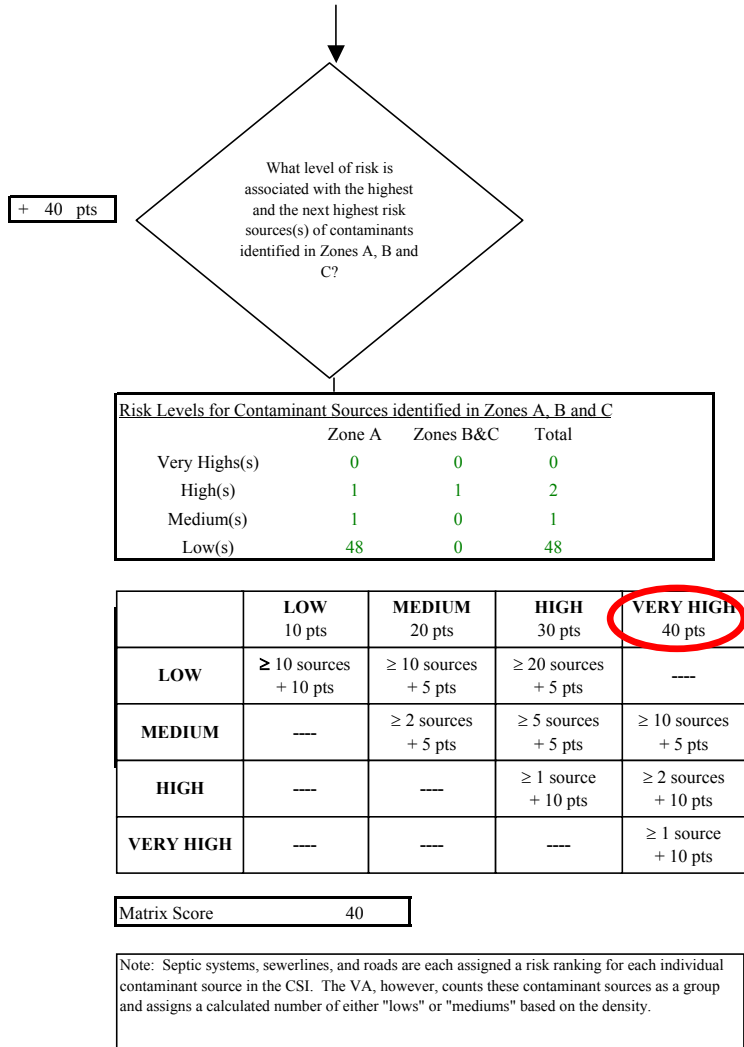 What level of risk is
associated with the highest
and the next highest risk
sources(s) of contaminants
identified in Zones A, B and
C?
+ 40 pts
Risk Levels for Contaminant Sources identified in Zones A, B and C
Zone A Zones B&C Total
Very Highs(s) 0 0 0
High(s) 1 1 2
Medium(s) 1 0 1
Low(s) 48 0 48
LOW MEDIUM HIGH VERY HIGH
10 pts 20 pts 30 pts 40 pts
LOW ≥ 10 sources ≥ 10 sources ≥ 20 sources ----
+ 10 pts + 5 pts + 5 pts
MEDIUM ---- ≥ 2 sources ≥ 5 sources ≥ 10 sources
+ 5 pts + 5 pts + 5 pts
HIGH ---- ---- ≥ 1 source ≥ 2 sources
+ 10 pts + 10 pts
VERY HIGH ---- ---- ---- ≥ 1 source
+ 10 pts
Matrix Score 40
Note: Septic systems, sewerlines, and roads are each assigned a risk ranking for each individual
contaminant source in the CSI. The VA, however, counts these contaminant sources as a group
and assigns a calculated number of either "lows" or "mediums" based on the density.